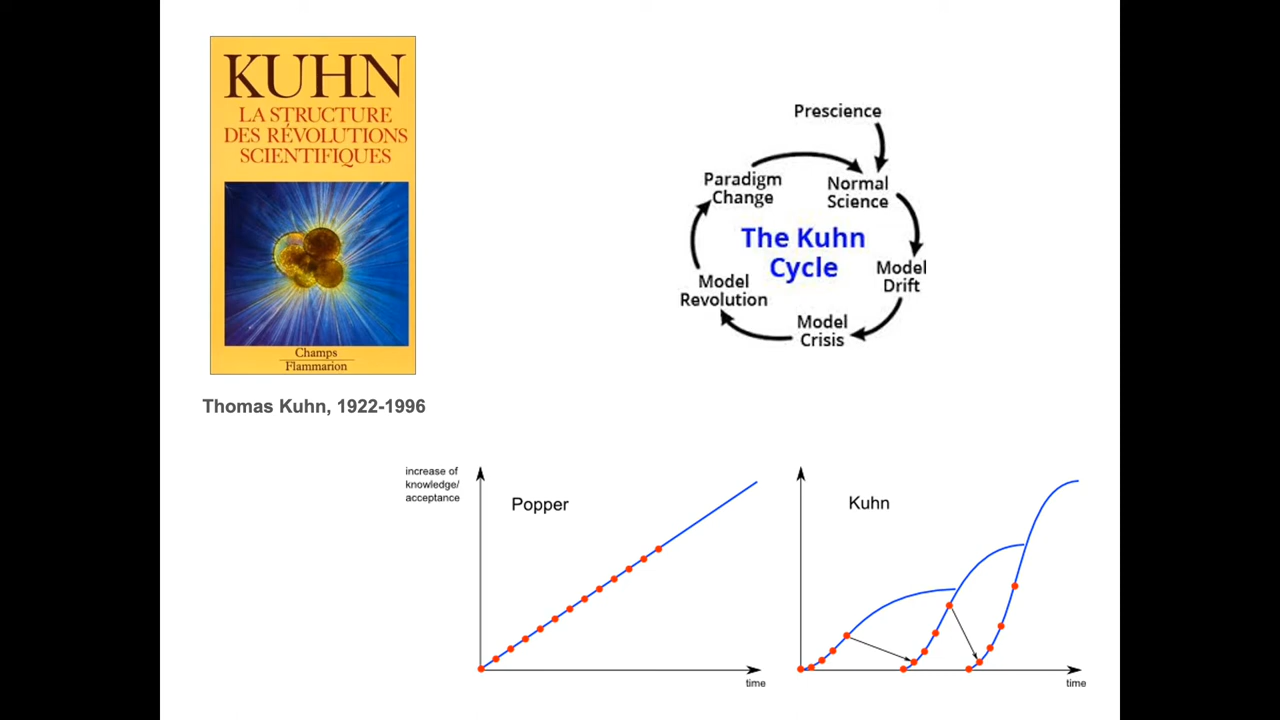 KUHN
LA STRUCTURE
DES RÉVOLUTIONS
SCIENTIFIQUES
Champs
Flammarion
Thomas Kuhn, 1922-1996
Prescience
Paradigm
Change
Normal
Science
The Kuhn
Cycle
Model
Drift
Model
Revolution
Model
Crisis
increase of
knowledge/
acceptance
Popper
time
Kuhn
time